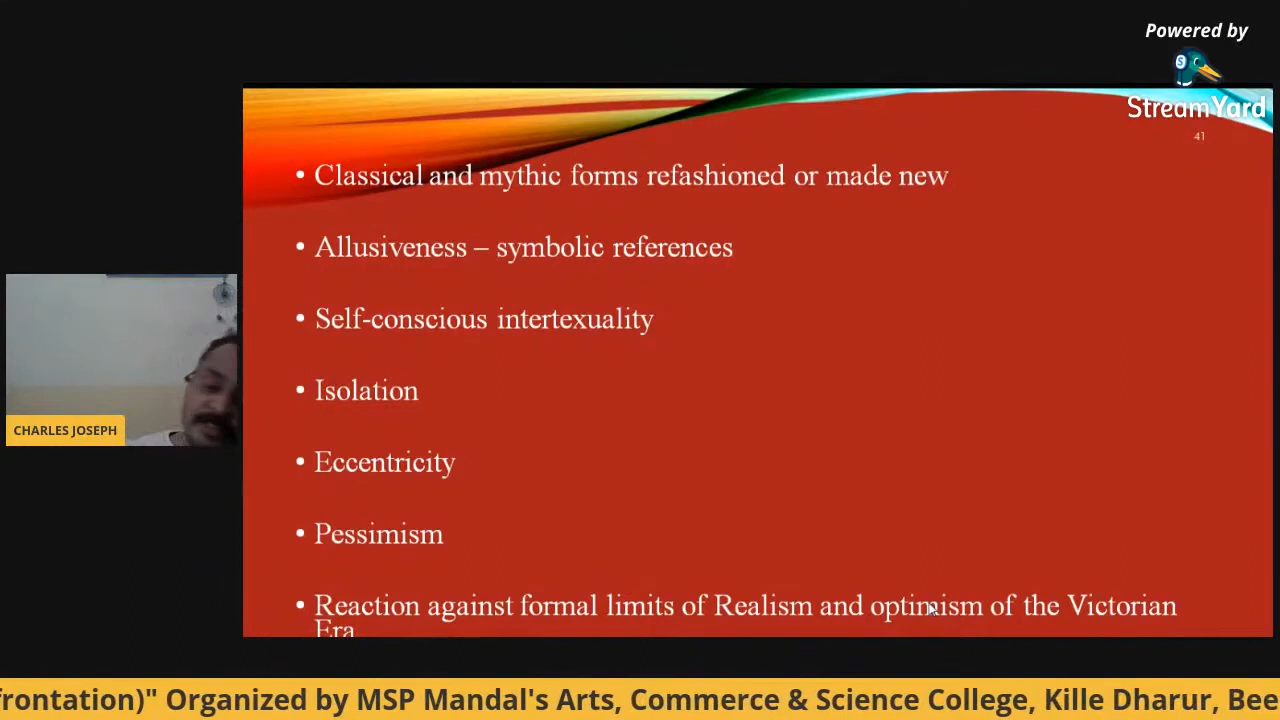 Powered by
StreamYard
41
• Classical and mythic forms refashioned or made new
• Allusiveness – symbolic references
• Self-conscious intertexuality
• Isolation
• Eccentricity
• Pessimism
• Reaction against formal limits of Realism and optimism of the Victorian
Era
CHARLES JOSEPH
frontation)" Organized by MSP Mandal's Arts, Commerce & Science College, Kille Dharur, Bee